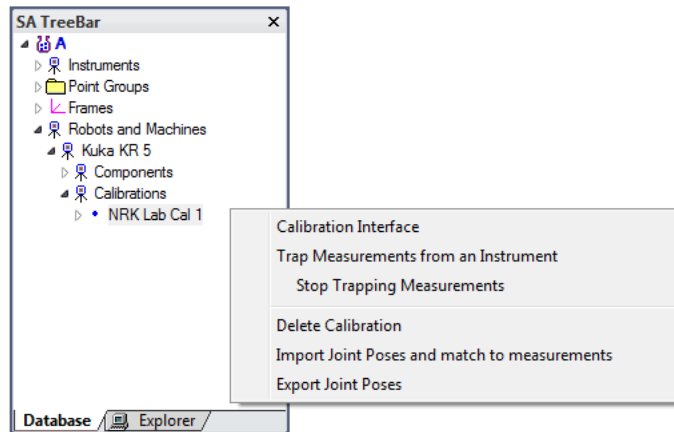 SA TreeBar
A
Instruments
Point Groups
Frames
Robots and Machines
Kuka KR 5
Components
Calibrations
NRK Lab Cal 1
Calibration Interface
Trap Measurements from an Instrument
Stop Trapping Measurements
Delete Calibration
Import Joint Poses and match to measurements
Export Joint Poses
Database
Explorer